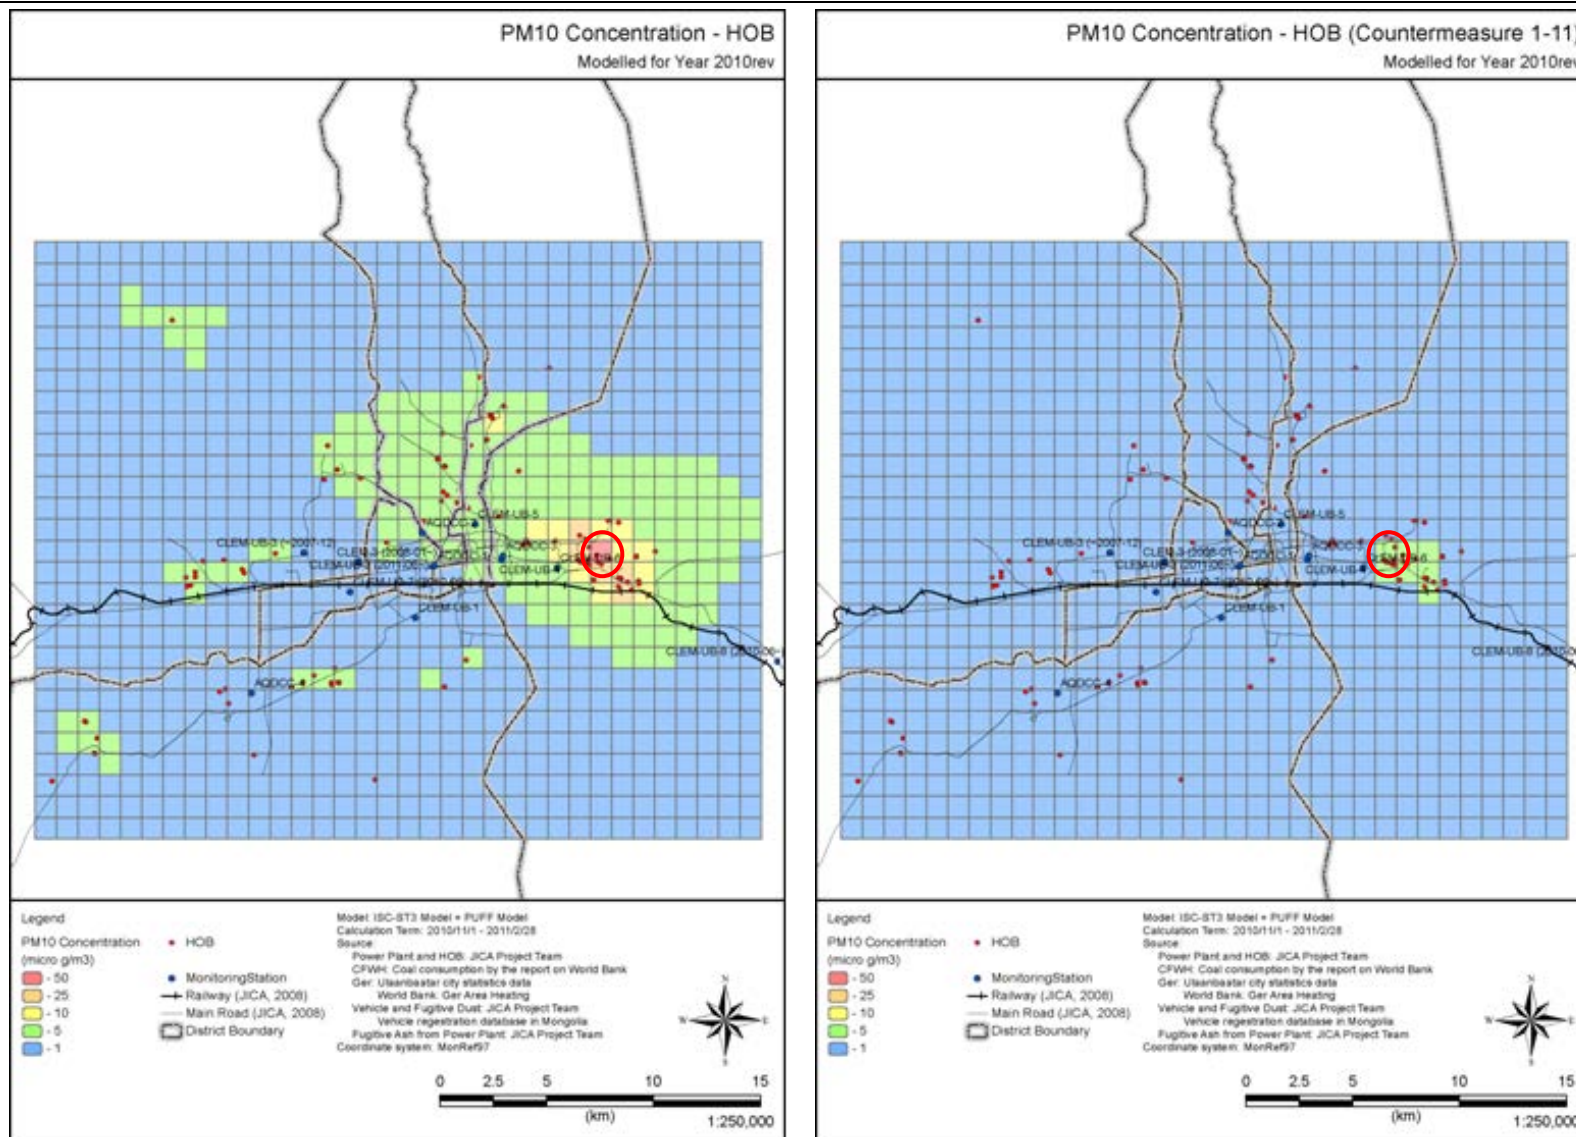 PM10 Concentration - HOB
Modelled for Year 2010rev
CLEM-UB-5
CLEM-UB-3 (~2007-12)
CLEM-UB-1
AQDCC-
Legend
PM10 Concentration
(micro g/m3)
- 50
- 25
- 10
- 5
- 1
HOB
MonitoringStation
Railway (JICA, 2008)
Main Road (JICA, 2008)
District Boundary
Model: ISC-ST3 Model + PUFF Model
Calculation Term: 2010/11/1 - 2011/2/28
Source
Power Plant and HOB: JICA Project Team
CFWH: Coal consumption by the report on World Bank
Ger: Ulaanbaatar city statistics data
World Bank: Ger Area Heating
Vehicle and Fugitive Dust: JICA Project Team
Vehicle regestration database in Mongolia
Fugitive Ash from Power Plant: JICA Project Team
Coordinate system: MonRef97
N
W
E
S
0 2.5 5 10 15
(km)
1:250,000
PM10 Concentration - HOB (Countermeasure 1-11)
Modelled for Year 2010rev
CLEM-UB-5
CLEM-UB-3 (~2007-12)
CLEM-UB-1
AQDCC-
Legend
PM10 Concentration
(micro g/m3)
- 50
- 25
- 10
- 5
- 1
HOB
MonitoringStation
Railway (JICA, 2008)
Main Road (JICA, 2008)
District Boundary
Model: ISC-ST3 Model + PUFF Model
Calculation Term: 2010/11/1 - 2011/2/28
Source
Power Plant and HOB: JICA Project Team
CFWH: Coal consumption by the report on World Bank
Ger: Ulaanbaatar city statistics data
World Bank: Ger Area Heating
Vehicle and Fugitive Dust: JICA Project Team
Vehicle regestration database in Mongolia
Fugitive Ash from Power Plant: JICA Project Team
Coordinate system: MonRef97
N
W
E
S
0 2.5 5 10 15
(km)
1:250,000